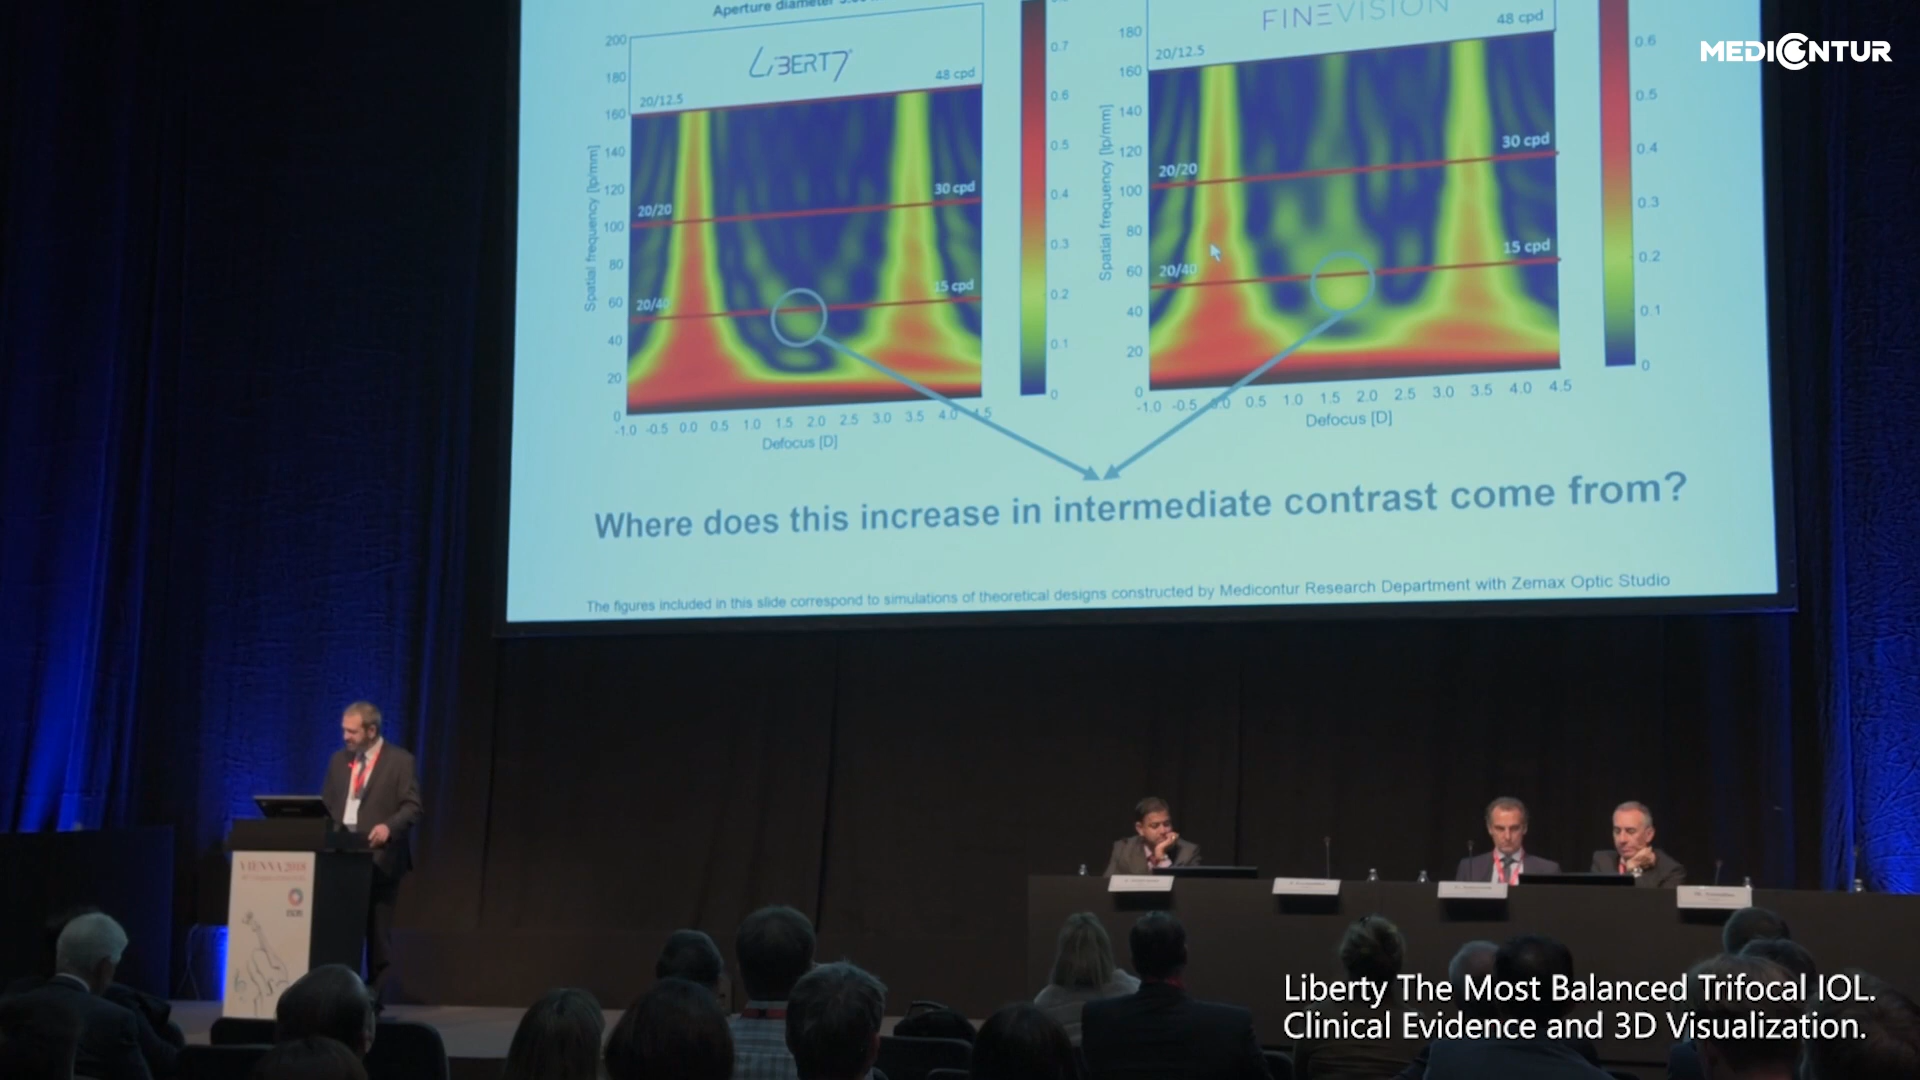 Aperture diameter
MEDICONTUR
200
180
160
140
120
100
80
60
40
20
0
Spatial frequency [lp/mm]
LIBERTY
48 cpd
20/12.5
20/20
30 cpd
20/40
15 cpd
-1.0 -0.5 0.0 0.5 1.0 1.5 2.0 2.5 3.0 3.5 4.0 4.5
Defocus [D]
0.7
0.6
0.5
0.4
0.3
0.2
0.1
0
180
160
140
120
100
80
60
40
20
0
Spatial frequency [lp/mm]
FINEVISION
48 cpd
20/12.5
20/20
30 cpd
20/40
15 cpd
-1.0 -0.5 0.0 0.5 1.0 1.5 2.0 2.5 3.0 3.5 4.0 4.5
Defocus [D]
0.6
0.5
0.4
0.3
0.2
0.1
0
Where does this increase in intermediate contrast come from?
The figures included in this slide correspond to simulations of theoretical designs constructed by Medicontur Research Department with Zemax Optic Studio
VIENNA 2018
Liberty The Most Balanced Trifocal IOL.
Clinical Evidence and 3D Visualization.